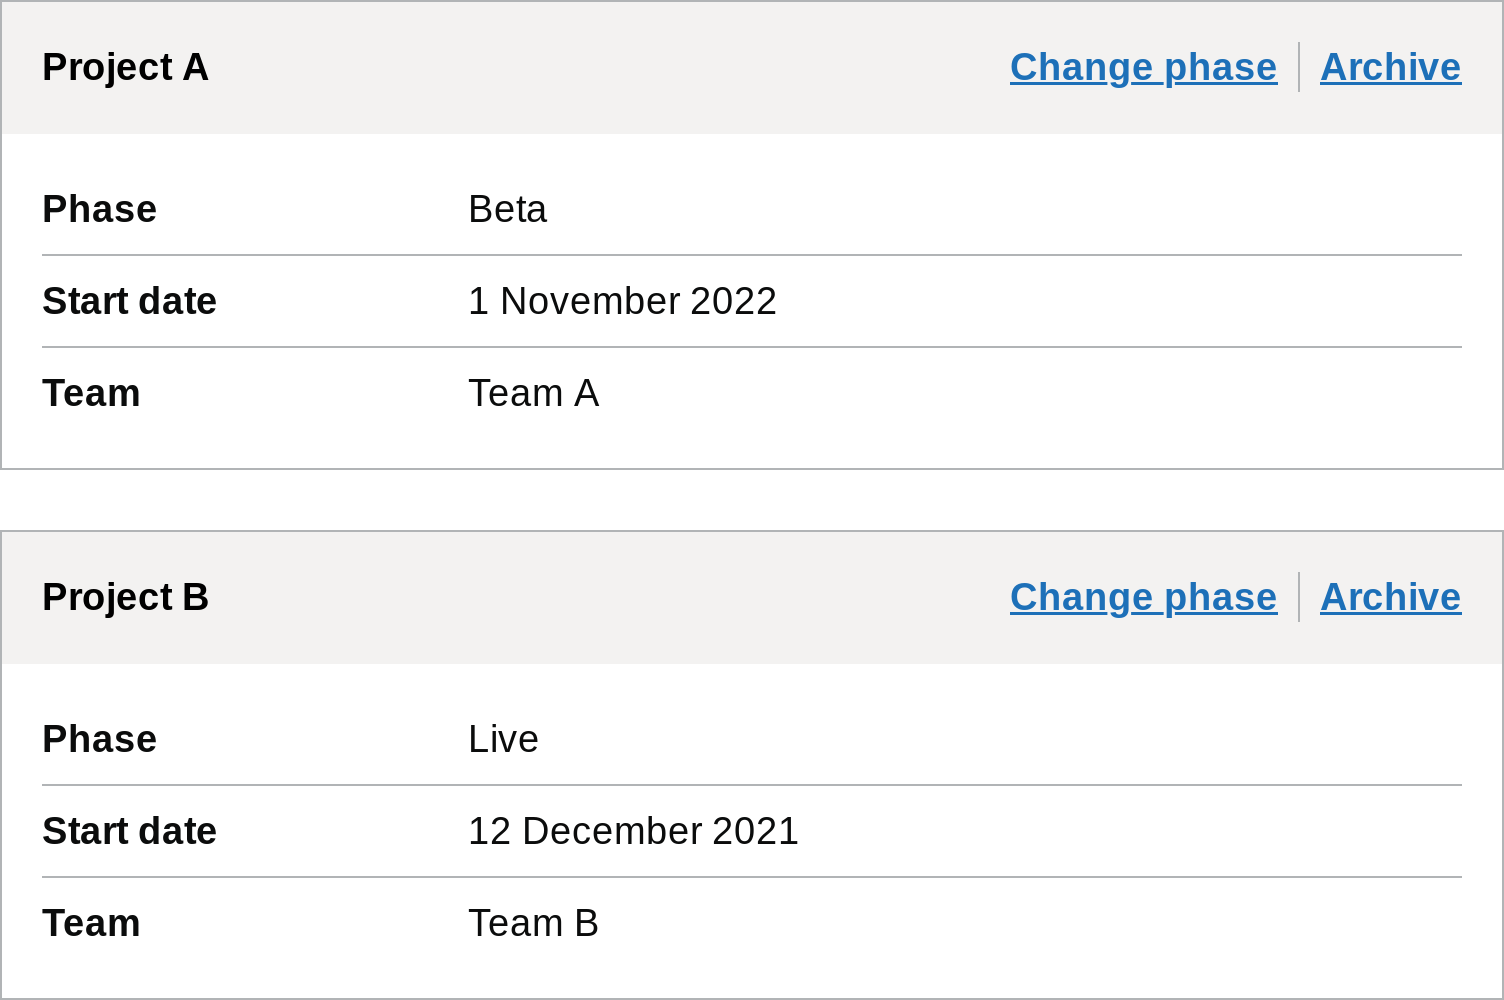 Project A Change phase Archive
Phase Beta
Start date 1 November 2022
Team Team A
Project B Change phase Archive
Phase Live
Start date 12 December 2021
Team Team B